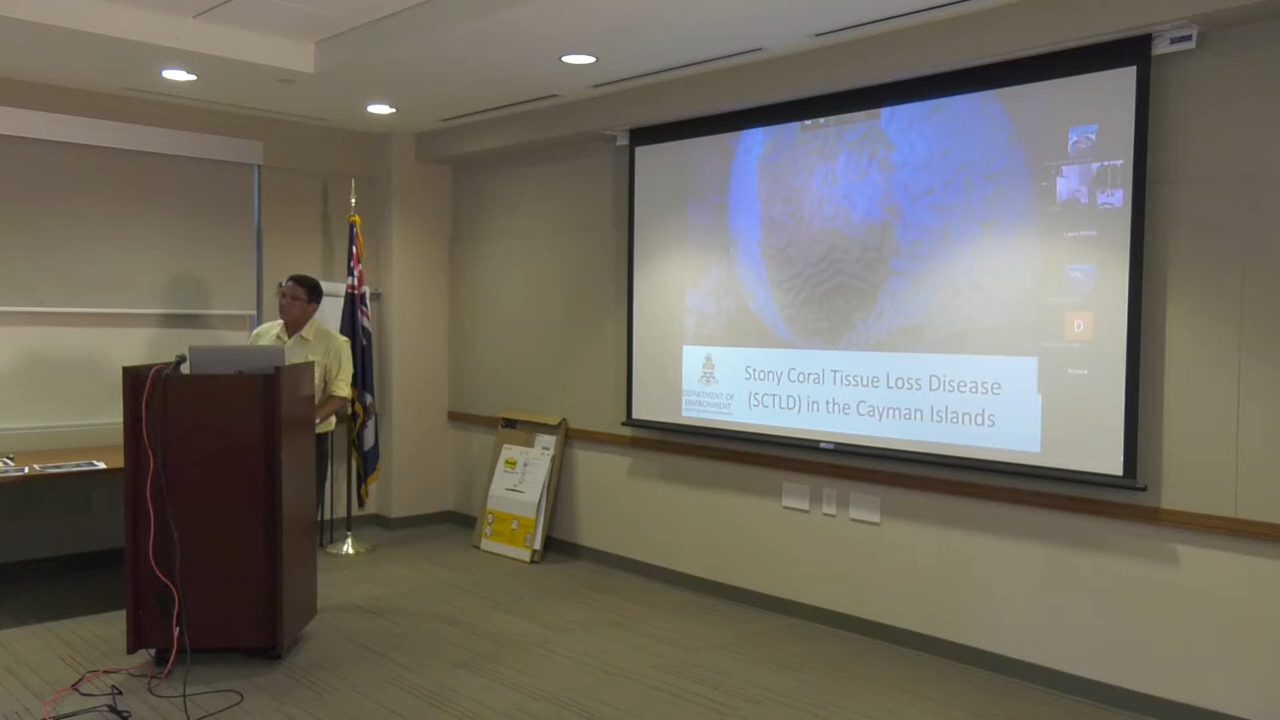 D
Stony Coral Tissue Loss Disease
(SCTLD) in the Cayman Islands
DEPARTMENT OF
ENVIRONMENT